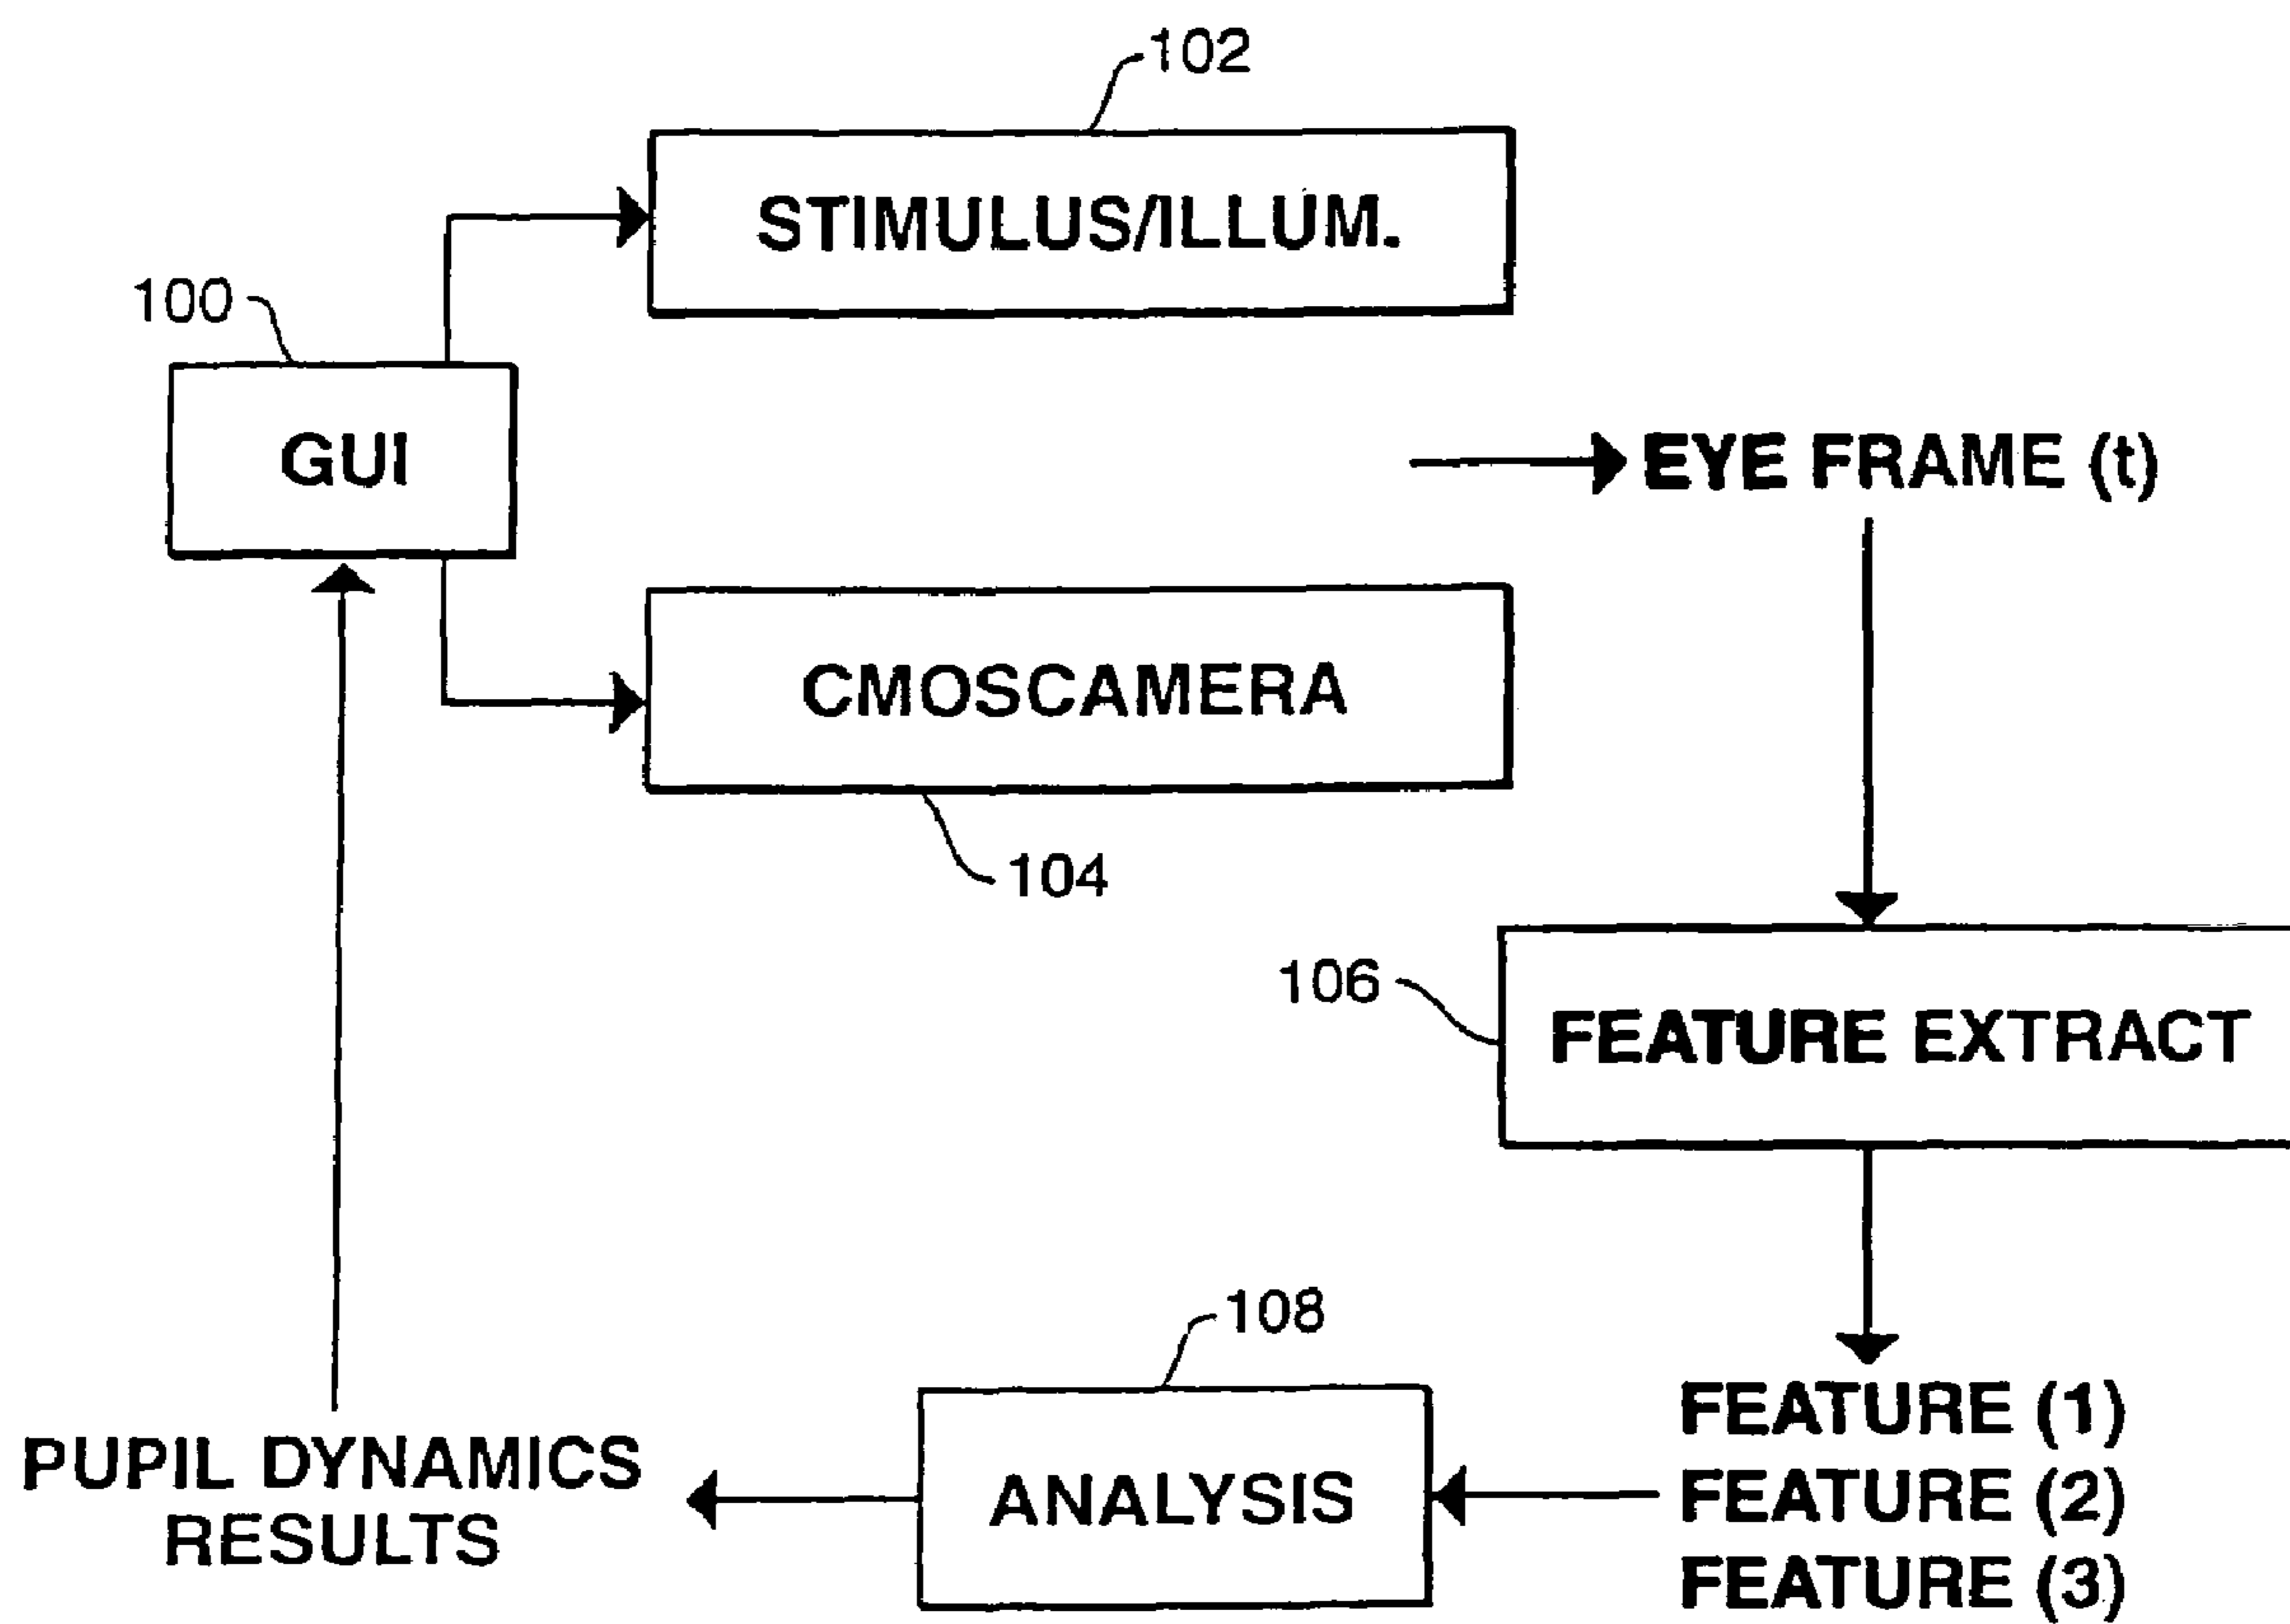 102
STIMULUS/ILLUM.
100
GUI
EYE FRAME (t)
CMOSCAMERA
104
106
FEATURE EXTRACT
108
FEATURE (1)
PUPIL DYNAMICS
ANALYSIS
FEATURE (2)
RESULTS
FEATURE (3)